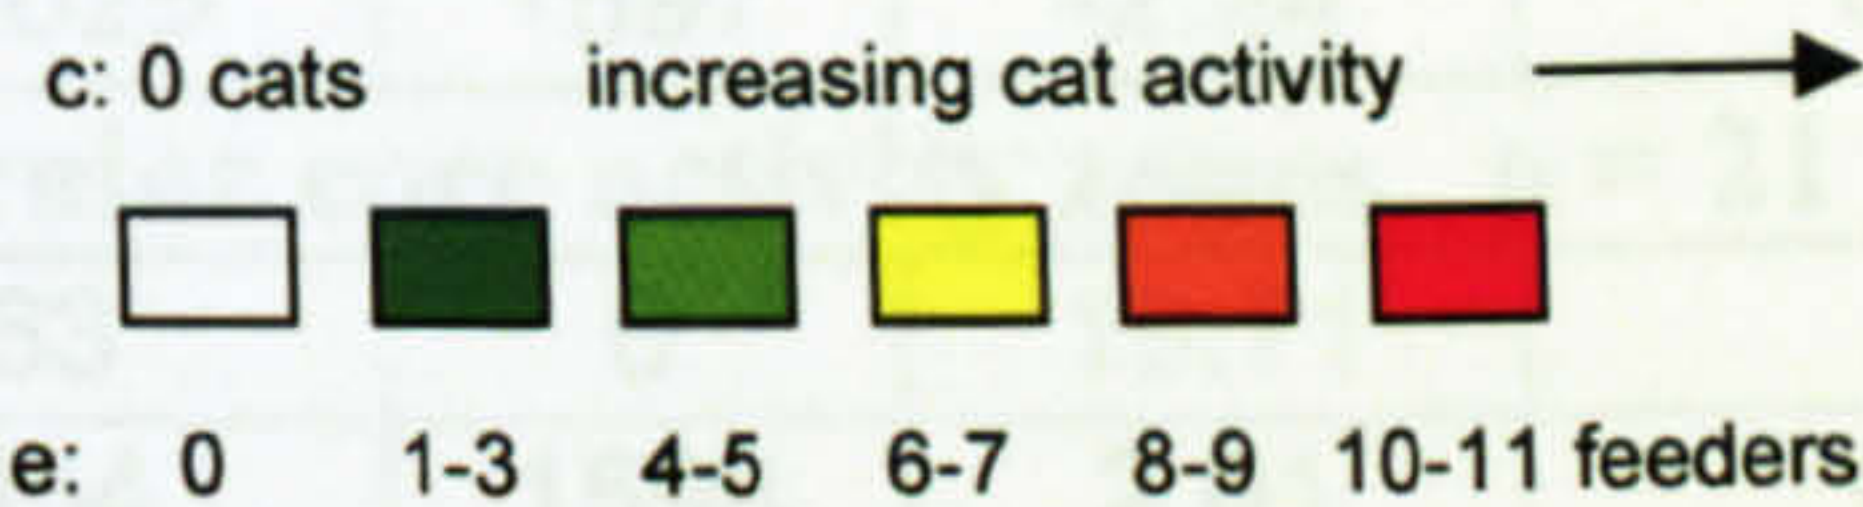 c: 0 cats increasing cat activity
e: 0 1-3 4-5 6-7 8-9 10-11 feeders